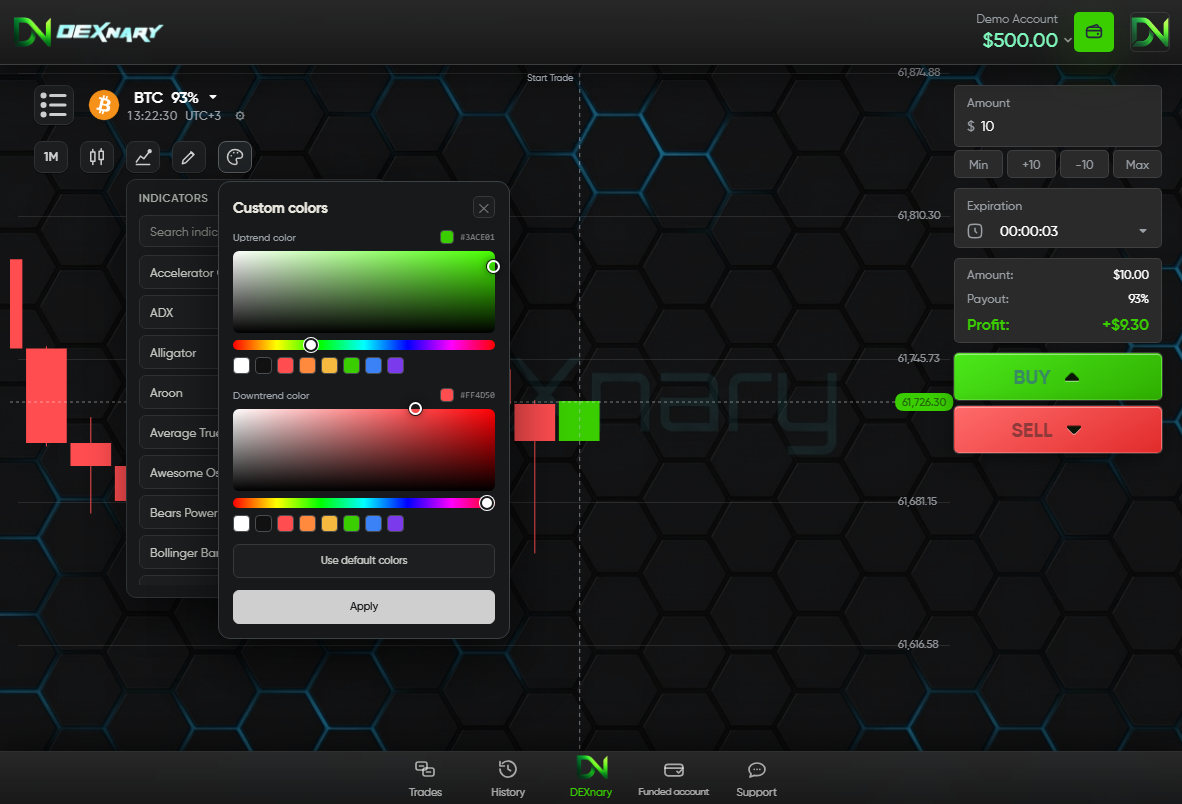 DEXNARY
Demo Account
$500.00
Start Trade
61,874.88
BTC 93%
13:22:30 UTC+3
1M
INDICATORS
Search indic
Accelerator
ADX
Alligator
Aroon
Average True
Awesome Os
Bears Power
Bollinger Ban
Custom colors
Uptrend color
#3ACE01
Downtrend color
#FF4D50
Use default colors
Apply
Xnary
61,810.30
61,745.73
61,726.30
61,681.15
61,616.58
Amount
$ 10
Min
+10
-10
Max
Expiration
00:00:03
Amount: $10.00
Payout: 93%
Profit: +$9.30
BUY
SELL
Trades
History
DEXnary
Funded account
Support